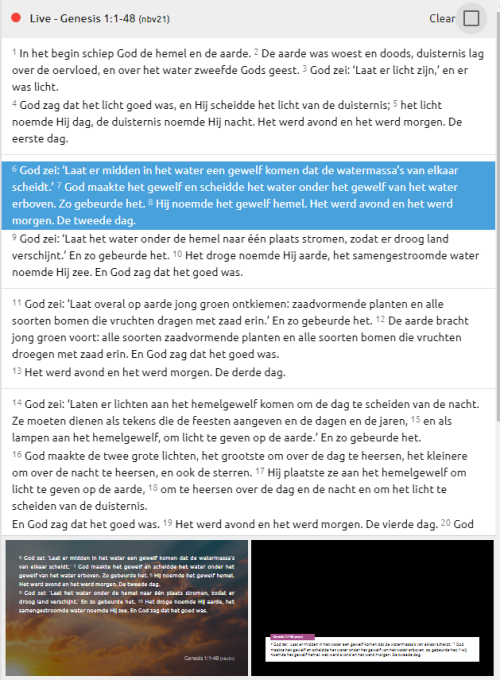 Live - Genesis 1:1-48 (nbv21)
Clear
1 In het begin schiep God de hemel en de aarde. 2 De aarde was woest en doods, duisternis lag
over de oervloed, en over het water zweefde Gods geest. 3 God zei: ‘Laat er licht zijn,’ en er
was licht.
4 God zag dat het licht goed was, en Hij scheidde het licht van de duisternis; 5 het licht
noemde Hij dag, de duisternis noemde Hij nacht. Het werd avond en het werd morgen. De
eerste dag.
6 God zei: ‘Laat er midden in het water een gewelf komen dat de watermassa’s van elkaar
scheidt.’ 7 God maakte het gewelf en scheidde het water onder het gewelf van het water
erboven. Zo gebeurde het. 8 Hij noemde het gewelf hemel. Het werd avond en het werd
morgen. De tweede dag.
9 God zei: ‘Laat het water onder de hemel naar één plaats stromen, zodat er droog land
verschijnt.’ En zo gebeurde het. 10 Het droge noemde Hij aarde, het samengestroomde water
noemde Hij zee. En God zag dat het goed was.
11 God zei: ‘Laat overal op aarde jong groen ontkiemen: zaadvormende planten en alle
soorten bomen die vruchten dragen met zaad erin.’ En zo gebeurde het. 12 De aarde bracht
jong groen voort: alle soorten zaadvormende planten en alle soorten bomen die vruchten
droegen met zaad erin. En God zag dat het goed was.
13 Het werd avond en het werd morgen. De derde dag.
14 God zei: ‘Laten er lichten aan het hemelgewelf komen om de dag te scheiden van de nacht.
Ze moeten dienen als tekens die de feesten aangeven en de dagen en de jaren, 15 en als
lampen aan het hemelgewelf, om licht te geven op de aarde.’ En zo gebeurde het.
16 God maakte de twee grote lichten, het grootste om over de dag te heersen, het kleinere
om over de nacht te heersen, en ook de sterren. 17 Hij plaatste ze aan het hemelgewelf om
licht te geven op de aarde, 18 om te heersen over de dag en de nacht en om het licht te
scheiden van de duisternis.
En God zag dat het goed was. 19 Het werd avond en het werd morgen. De vierde dag. 20 God
6 God zei: ‘Laat er midden in het water een gewelf komen dat de watermassa’s
van elkaar scheidt.’ 7 God maakte het gewelf en scheidde het water onder het
gewelf van het water erboven. Zo gebeurde het. 8 Hij noemde het gewelf hemel.
Het werd avond en het werd morgen. De tweede dag.
9 God zei: ‘Laat het water onder de hemel naar één plaats stromen, zodat er
droog land verschijnt.’ En zo gebeurde het. 10 Het droge noemde Hij aarde, het
samengestroomde water noemde Hij zee. En God zag dat het goed was.
Genesis 1:1-48 (nbv21)
Genesis 1:1-48 (nbv21)
6 God zei: ‘Laat er midden in het water een gewelf komen dat de watermassa’s van elkaar scheidt.’ 7 God
maakte het gewelf en scheidde het water onder het gewelf van het water erboven. Zo gebeurde het. 8 Hij
noemde het gewelf hemel. Het werd avond en het werd morgen. De tweede dag.